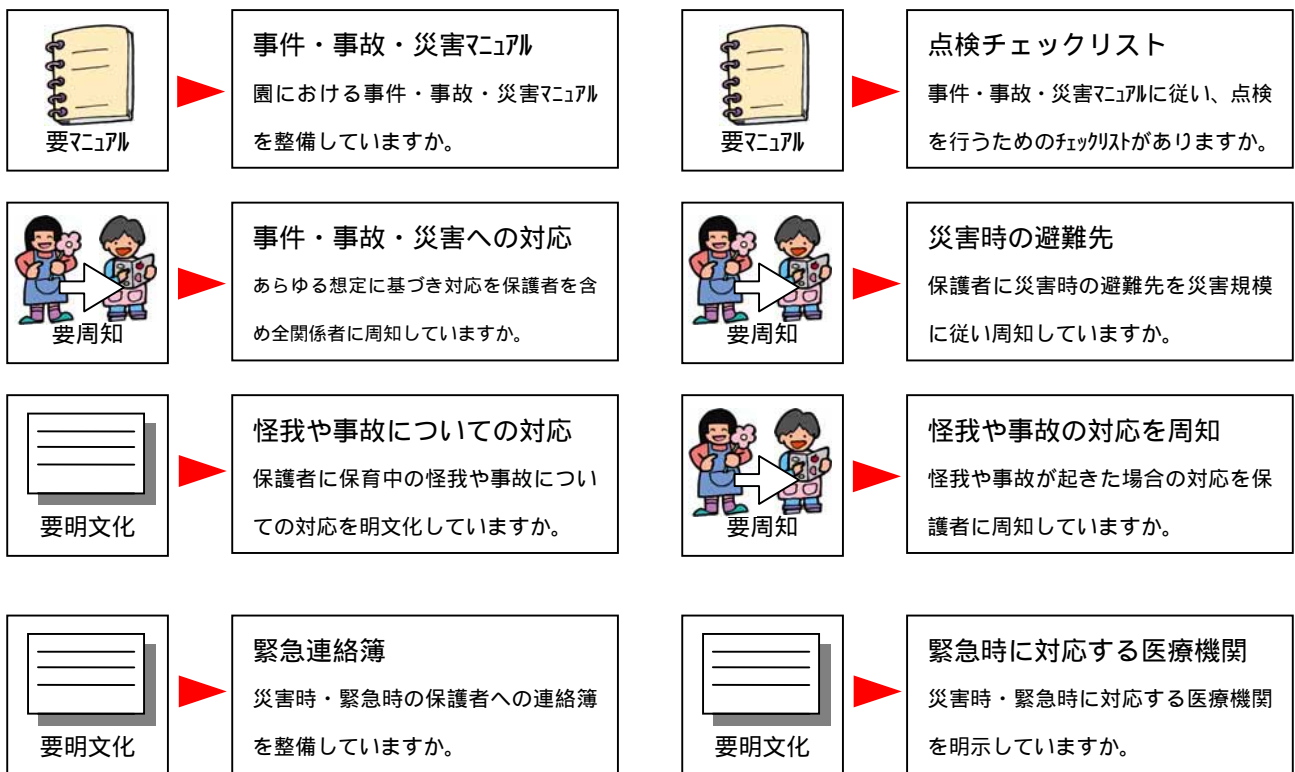 要ﾏﾆｭｱﾙ
事件・事故・災害ﾏﾆｭｱﾙ
園における事件・事故・災害ﾏﾆｭｱﾙ
を整備していますか。
要ﾏﾆｭｱﾙ
点検チェックリスト
事件・事故・災害ﾏﾆｭｱﾙに従い、点検
を行うためのﾁｪｯｸﾘｽﾄがありますか。
要周知
事件・事故・災害への対応
あらゆる想定に基づき対応を保護者を含
め全関係者に周知していますか。
要周知
災害時の避難先
保護者に災害時の避難先を災害規模
に従い周知していますか。
要明文化
怪我や事故についての対応
保護者に保育中の怪我や事故につい
ての対応を明文化していますか。
要周知
怪我や事故の対応を周知
怪我や事故が起きた場合の対応を保
護者に周知していますか。
要明文化
緊急連絡簿
災害時・緊急時の保護者への連絡簿
を整備していますか。
要明文化
緊急時に対応する医療機関
災害時・緊急時に対応する医療機関
を明示していますか。